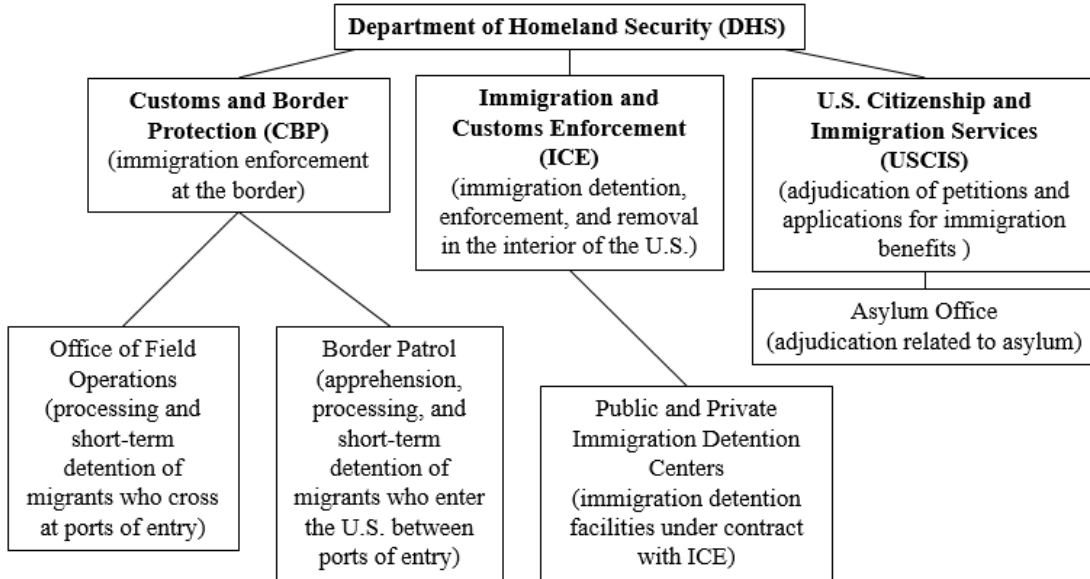 Department of Homeland Security (DHS)
Customs and Border
Protection (CBP)
(immigration enforcement
at the border)
Immigration and
Customs Enforcement
(ICE)
(immigration detention,
enforcement, and removal
in the interior of the U.S.)
U.S. Citizenship and
Immigration Services
(USCIS)
(adjudication of petitions and
applications for immigration
benefits )
Asylum Office
(adjudication related to asylum)
Office of Field
Operations
(processing and
short-term
detention of
migrants who cross
at ports of entry)
Border Patrol
(apprehension,
processing, and
short-term
detention of
migrants who enter
the U.S. between
ports of entry)
Public and Private
Immigration Detention
Centers
(immigration detention
facilities under contract
with ICE)